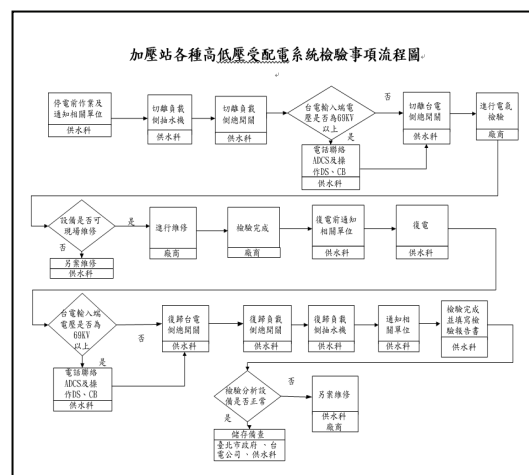 加壓站各種高低壓受配電系統檢驗事項流程圖
停電前作業及
通知相關單位
供水科
切離負載
側抽水機
供水科
切離負載
側總開關
供水科
台電輸入端電
壓是否為69KV
以上
否
是
電話聯絡
ADCS及操
作DS、CB
供水科
切離台電
側總開關
供水科
進行電氣
檢驗
廠商
設備是否可
現場維修
是
否
另案維修
供水科
進行維修
廠商
檢驗完成
廠商
復電前通知
相關單位
供水科
復電
供水科
台電輸入端
電壓是否為
69KV
以上
否
是
電話聯絡
ADCS及操
作DS、CB
供水科
復歸台電
側總開關
供水科
復歸負載
側總開關
供水科
復歸負載
側抽水機
供水科
通知相
關單位
供水科
檢驗完成
並填寫檢
驗報告書
供水科
檢驗分析設
備是否正常
否
是
另案維修
供水科
廠商
儲存備查
臺北市政府、台
電公司、供水科